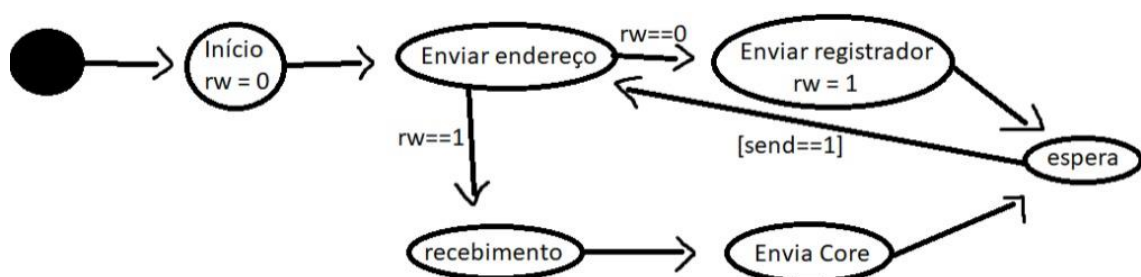 Início
rw = 0
Enviar endereço
rw==0
Enviar registrador
rw = 1
rw==1
[send==1]
espera
recebimento
Envia Core